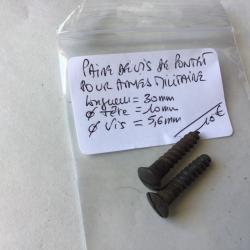 PAIRE DE VIS DE PONTET
POUR ARMES MILITAIRE
Longueur = 30mm
Ø tête = 10mm
Ø vis = 5,6mm
10€